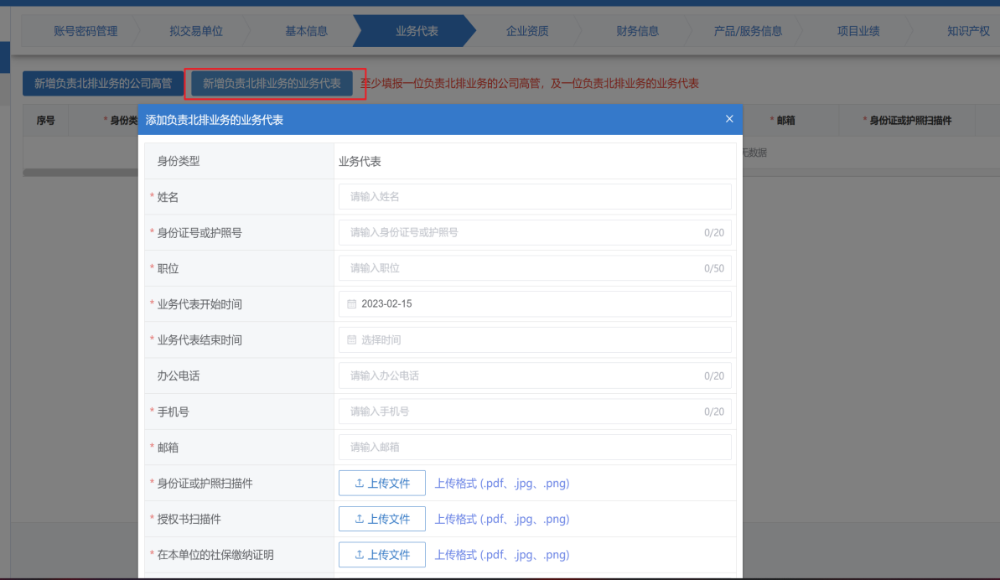 账号密码管理 拟交易单位 基本信息 业务代表 企业资质 财务信息 产品/服务信息 项目业绩 知识产权
新增负责北排业务的公司高管 新增负责北排业务的业务代表 至少填报一位负责北排业务的公司高管，及一位负责北排业务的业务代表
序号 * 身份类 * 邮箱 * 身份证或护照扫描件
添加负责北排业务的业务代表 ×
无数据
身份类型 业务代表
* 姓名 请输入姓名
* 身份证号或护照号 请输入身份证号或护照号 0/20
* 职位 请输入职位 0/50
* 业务代表开始时间 2023-02-15
* 业务代表结束时间 选择时间
办公电话 请输入办公电话 0/20
* 手机号 请输入手机号 0/20
* 邮箱 请输入邮箱
* 身份证或护照扫描件 上传文件 上传格式 (.pdf、.jpg、.png)
* 授权书扫描件 上传文件 上传格式 (.pdf、.jpg、.png)
* 在本单位的社保缴纳证明 上传文件 上传格式 (.pdf、.jpg、.png)